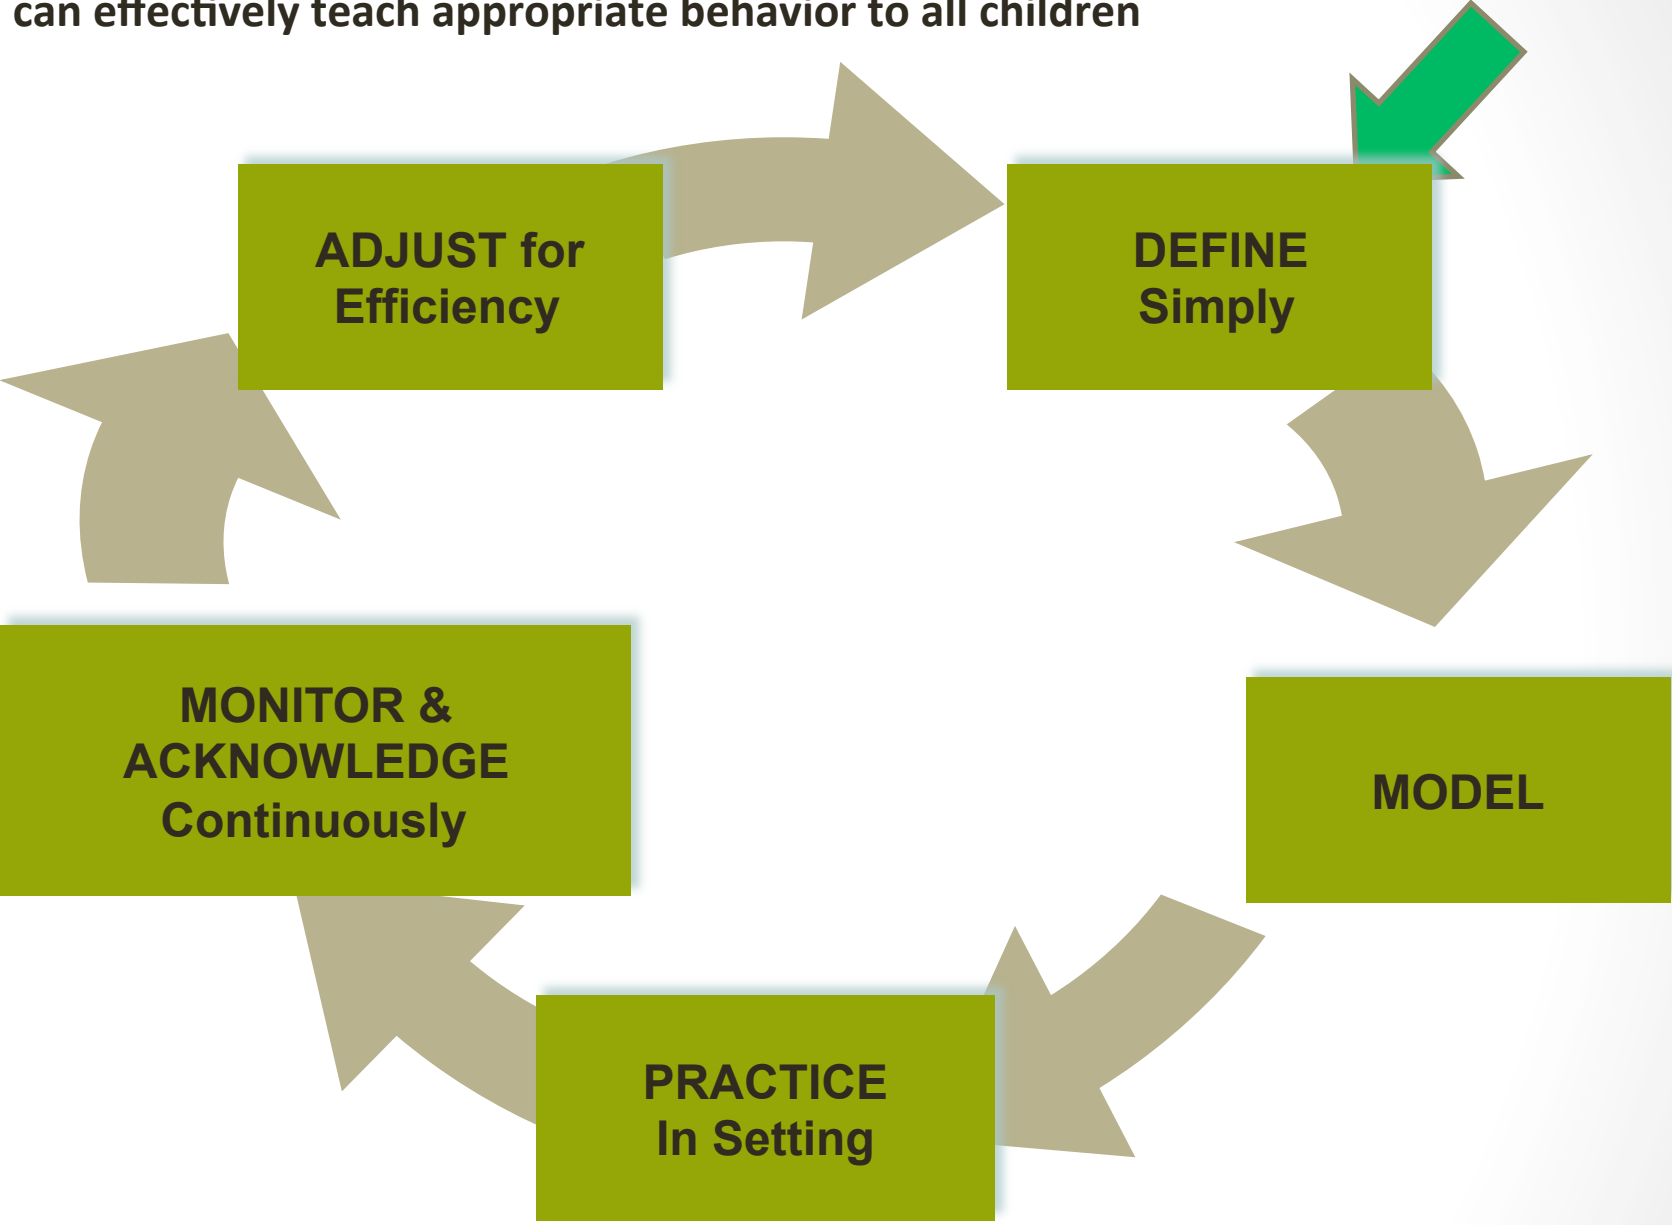 can effectively teach appropriate behavior to all children
ADJUST for
Efficiency
DEFINE
Simply
MONITOR &
ACKNOWLEDGE
Continuously
MODEL
PRACTICE
In Setting